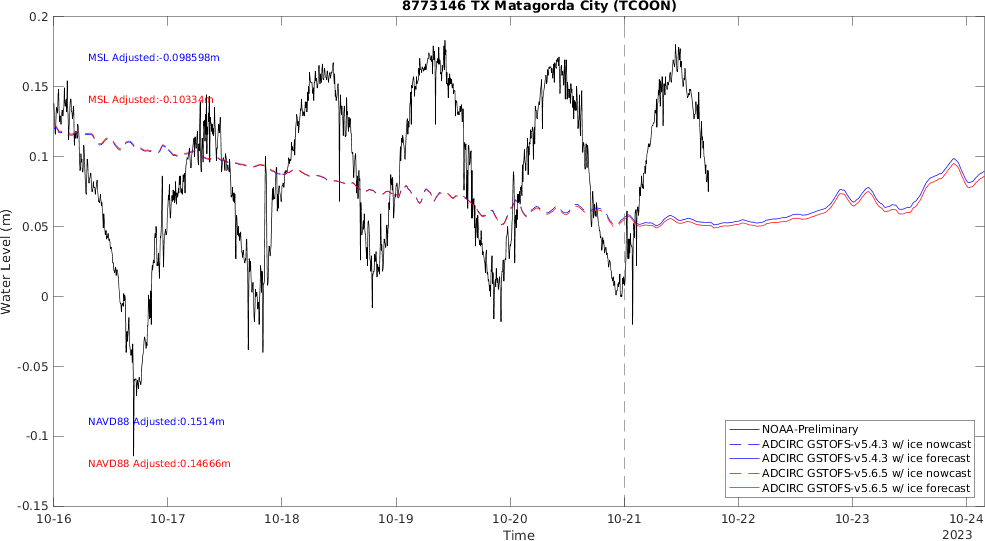 8773146 TX Matagorda City (TCOON)
0.2
0.15
0.1
0.05
0
-0.05
-0.1
-0.15
Water Level (m)
MSL Adjusted:-0.098598m
MSL Adjusted:-0.10334m
NAVD88 Adjusted:0.1514m
NAVD88 Adjusted:0.14666m
NOAA-Preliminary
ADCIRC GSTOFS-v5.4.3 w/ ice nowcast
ADCIRC GSTOFS-v5.4.3 w/ ice forecast
ADCIRC GSTOFS-v5.6.5 w/ ice nowcast
ADCIRC GSTOFS-v5.6.5 w/ ice forecast
10-16 10-17 10-18 10-19 10-20 10-21 10-22 10-23 10-24
Time
2023